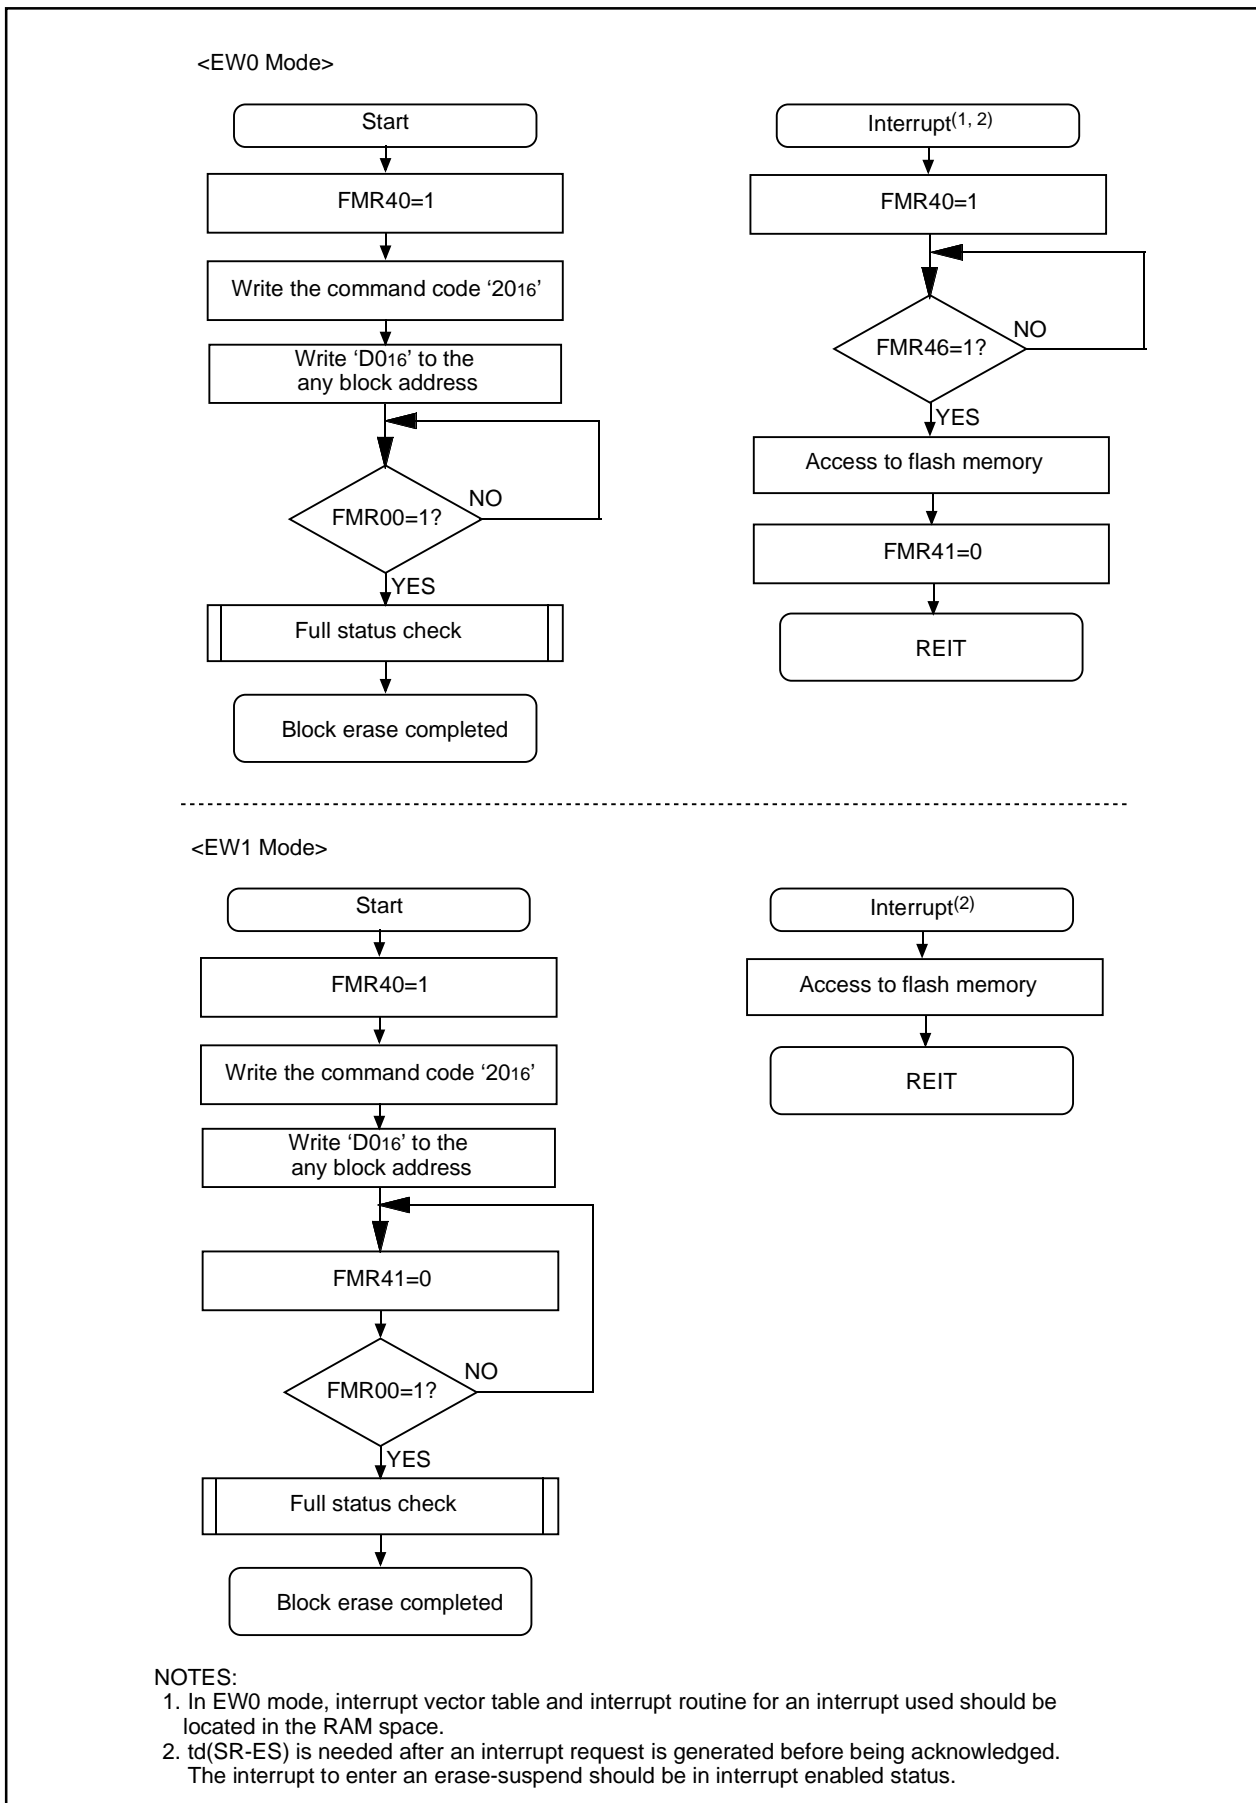 <EW0 Mode>
Start
FMR40=1
Write the command code ‘2016’
Write ‘D016’ to the
any block address
FMR00=1?
NO
YES
Full status check
Block erase completed
Interrupt(1, 2)
FMR40=1
FMR46=1?
NO
YES
Access to flash memory
FMR41=0
REIT
<EW1 Mode>
Start
FMR40=1
Write the command code ‘2016’
Write ‘D016’ to the
any block address
FMR41=0
FMR00=1?
NO
YES
Full status check
Block erase completed
Interrupt(2)
Access to flash memory
REIT
NOTES:
1. In EW0 mode, interrupt vector table and interrupt routine for an interrupt used should be
located in the RAM space.
2. td(SR-ES) is needed after an interrupt request is generated before being acknowledged.
The interrupt to enter an erase-suspend should be in interrupt enabled status.